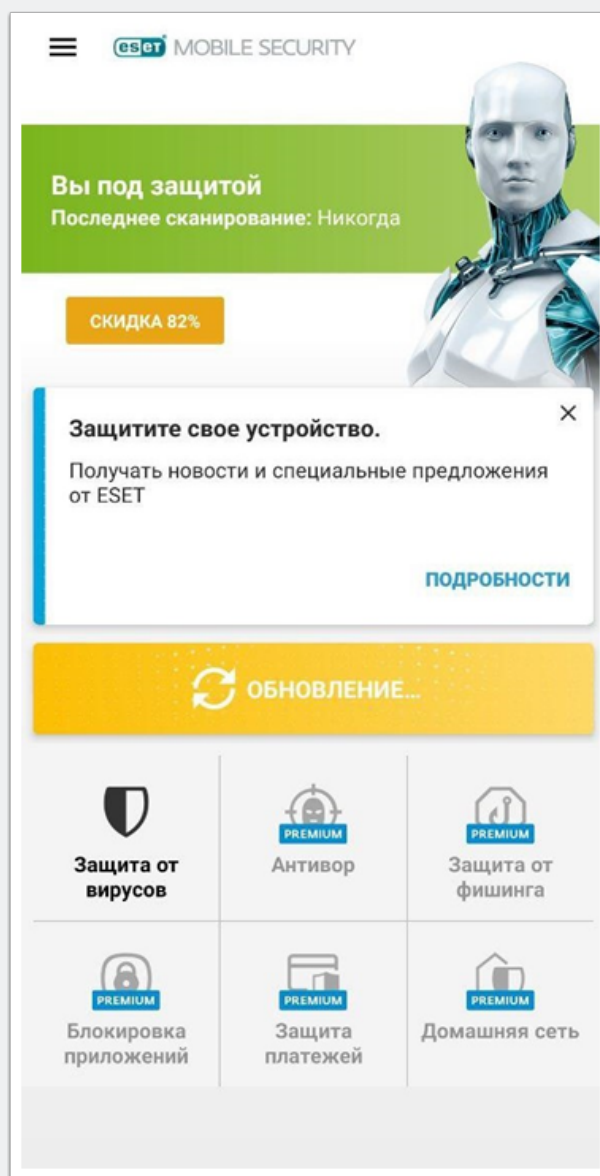 eset MOBILE SECURITY
Вы под защитой
Последнее сканирование: Никогда
СКИДКА 82%
Защитите свое устройство.
Получать новости и специальные предложения
от ESET
ПОДРОБНОСТИ
ОБНОВЛЕНИЕ...
PREMIUM
PREMIUM
Защита от
вирусов
Антивор
Защита от
фишинга
PREMIUM
PREMIUM
PREMIUM
Блокировка
приложений
Защита
платежей
Домашняя сеть